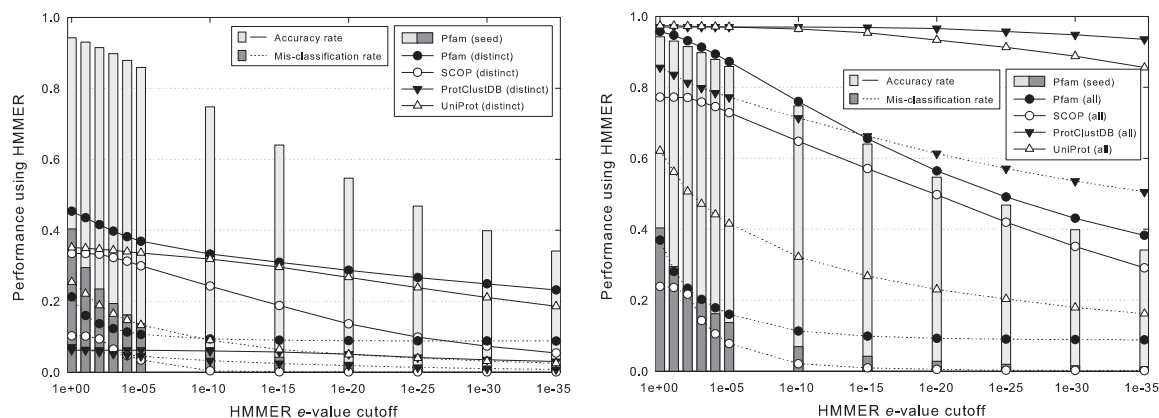 1.0
0.8
0.6
0.4
0.2
0.0
Performance using HMMER
Accuracy rate
Mis-classification rate
Pfam (seed)
Pfam (distinct)
SCOP (distinct)
ProtClustDB (distinct)
UniProt (distinct)
1e+00 1e-05 1e-10 1e-15 1e-20 1e-25 1e-30 1e-35
HMMER e-value cutoff
1.0
0.8
0.6
0.4
0.2
0.0
Performance using HMMER
Accuracy rate
Mis-classification rate
Pfam (seed)
Pfam (all)
SCOP (all)
ProtClustDB (all)
UniProt (all)
1e+00 1e-05 1e-10 1e-15 1e-20 1e-25 1e-30 1e-35
HMMER e-value cutoff